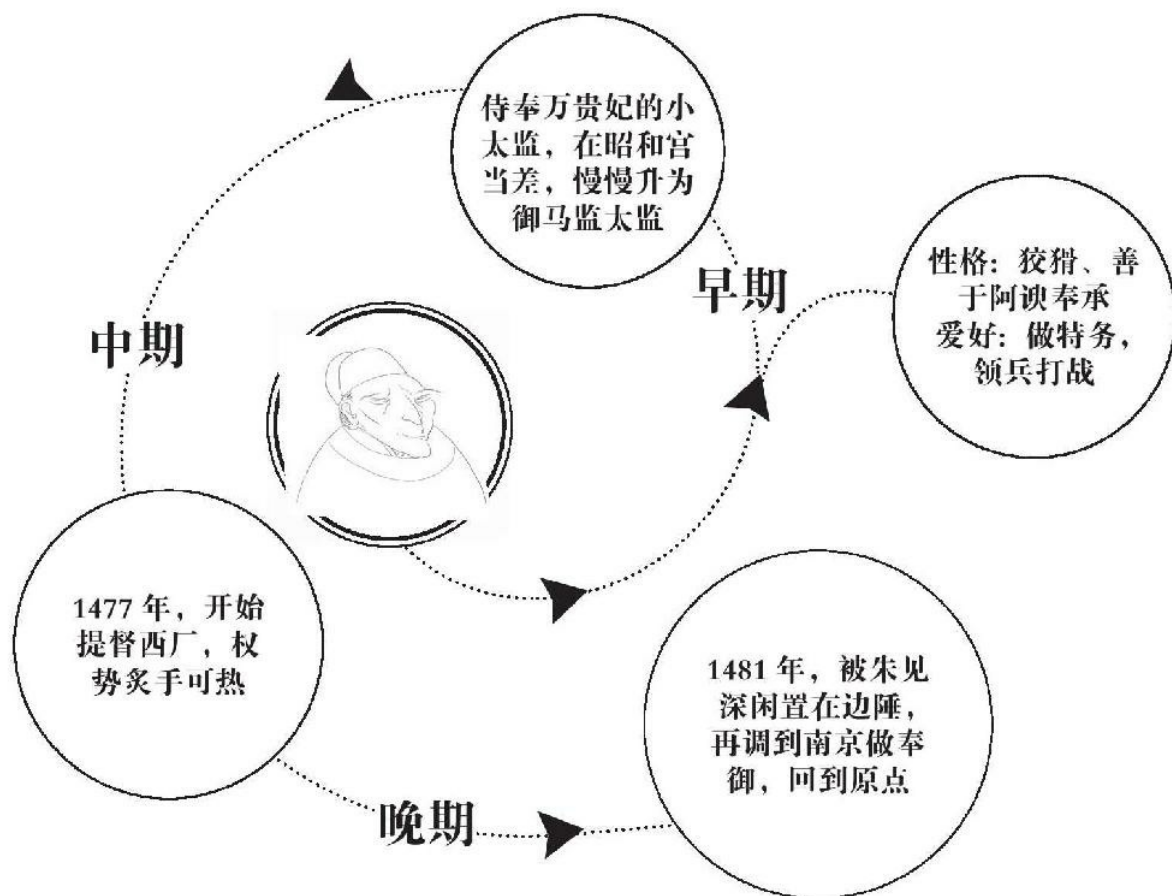 侍奉万贵妃的小
太监，在昭和宫
当差，慢慢升为
御马监太监
早期
性格：狡猾、善
于阿谀奉承
爱好：做特务，
领兵打战
中期
1477 年，开始
提督西厂，权
势炙手可热
晚期
1481 年，被朱见
深闲置在边陲，
再调到南京做奉
御，回到原点